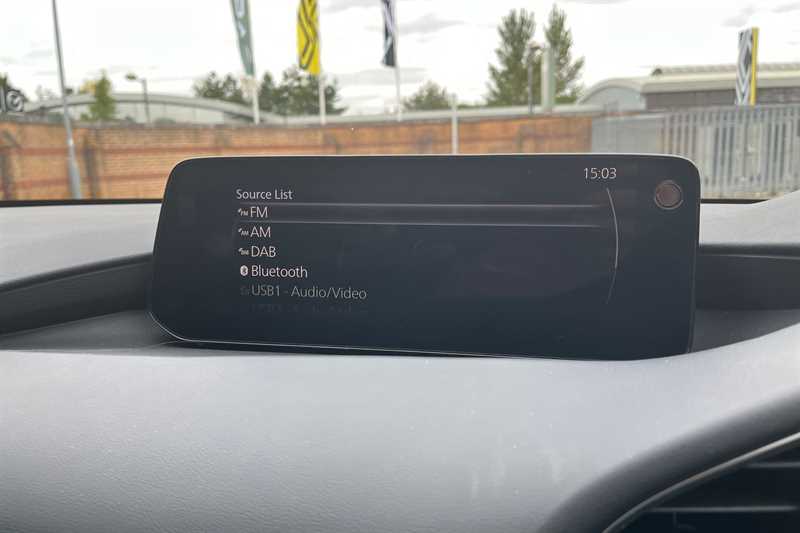 15:03
Source List
FM
AM
DAB
Bluetooth
USB1 - Audio/Video